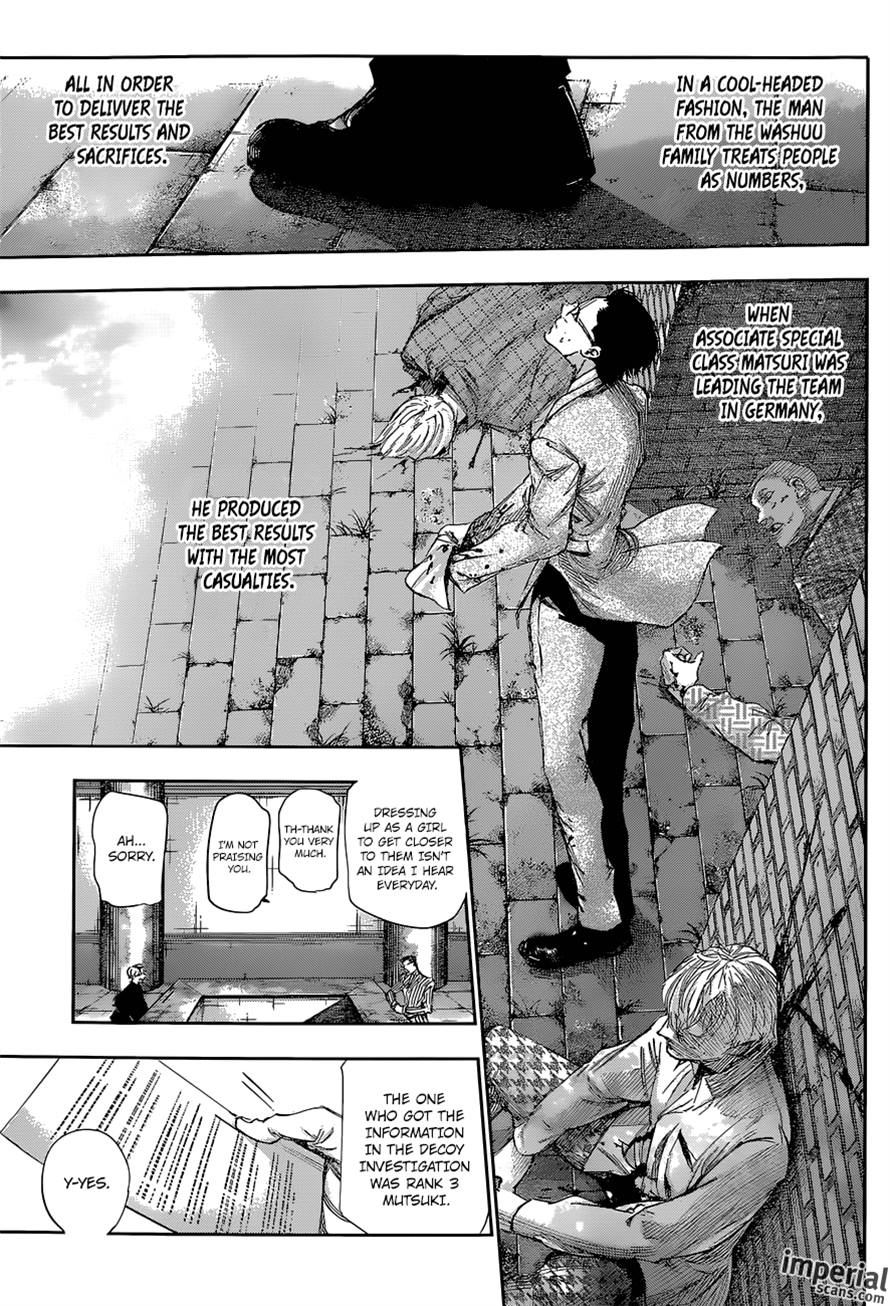 IN A COOL-HEADED
FASHION, THE MAN
FROM THE WASHUU
FAMILY TREATS PEOPLE
AS NUMBERS,
ALL IN ORDER
TO DELIVVER THE
BEST RESULTS AND
SACRIFICES.
WHEN
ASSOCIATE SPECIAL
CLASS MATSURI WAS
LEADING THE TEAM
IN GERMANY,
HE PRODUCED
THE BEST RESULTS
WITH THE MOST
CASUALTIES.
DRESSING
UP AS A GIRL
TO GET CLOSER
TO THEM ISN'T
AN IDEA I HEAR
EVERYDAY.
TH-THANK
YOU VERY
MUCH.
I'M NOT
PRAISING
YOU.
AH...
SORRY.
THE ONE
WHO GOT THE
INFORMATION
IN THE DECOY
INVESTIGATION
WAS RANK 3
MUTSUKI.
Y-YES.
imperial
scans.com